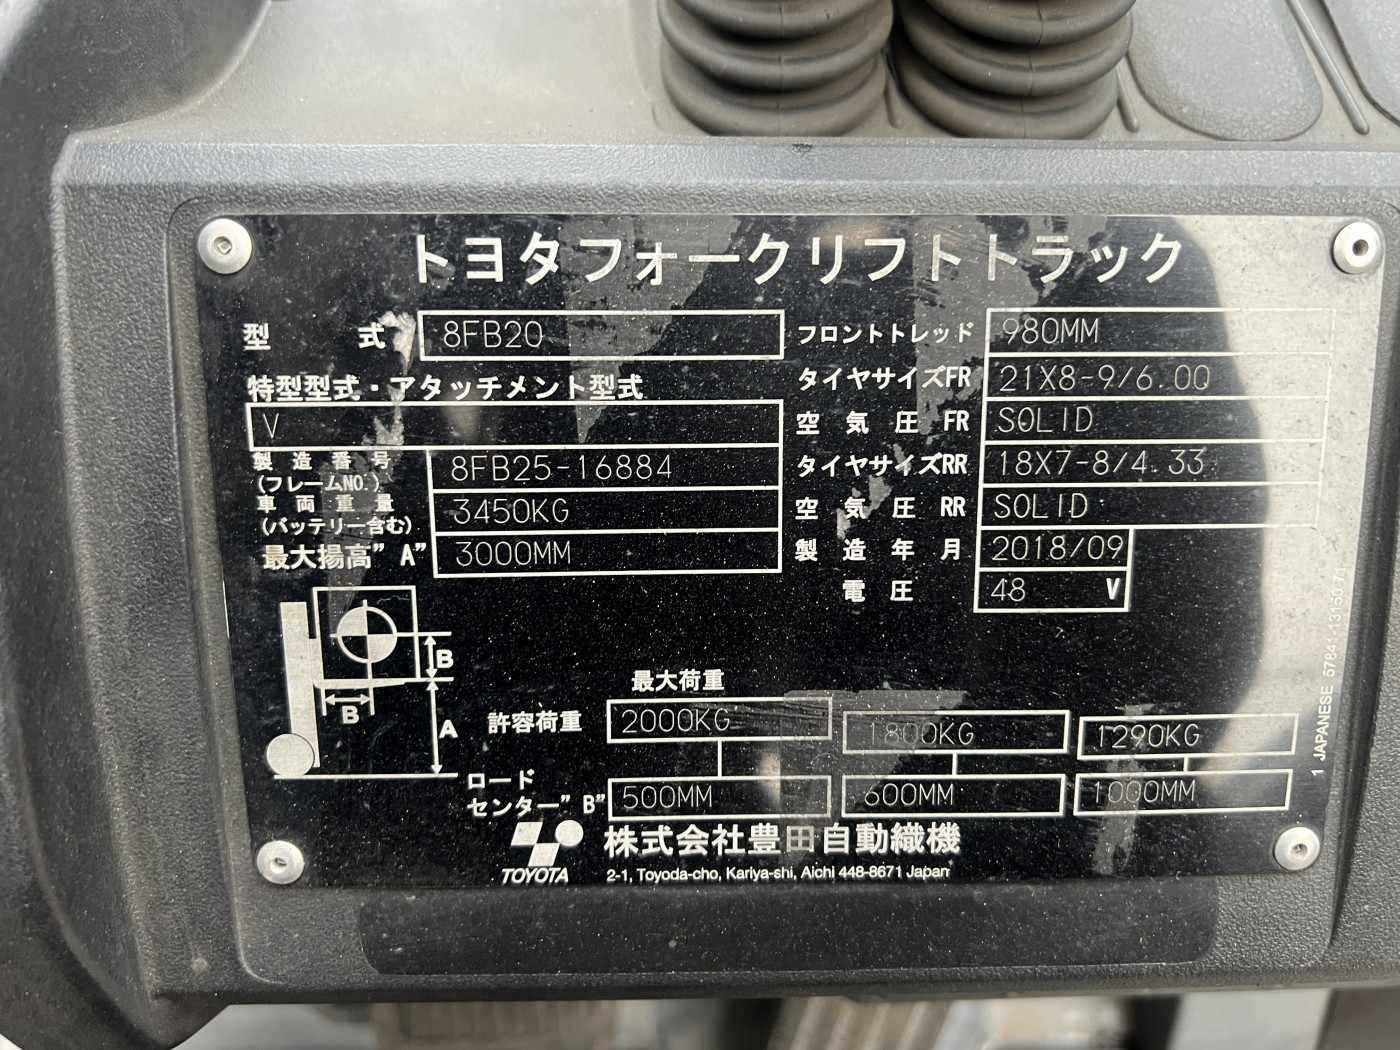 トヨタフォークリフトトラック
型式 8FB20
特型型式・アタッチメント型式
V
製造番号
(フレームNO.) 8FB25-16884
車両重量
(バッテリー含む) 3450KG
最大揚高"A" 3000MM
フロントトレッド 980MM
タイヤサイズFR 21X8-9/6.00
空気圧 FR SOLID
タイヤサイズRR 18X7-8/4.33
空気圧 RR SOLID
製造年月 2018/09
電圧 48 V
B
B
A
最大荷重
許容荷重 2000KG 1800KG 1290KG
ロード
センター"B" 500MM 600MM 1000MM
TOYOTA 株式会社豊田自動織機
2-1, Toyoda-cho, Kariya-shi, Aichi 448-8671 Japan
1 JAPANESE 57841-13150-71